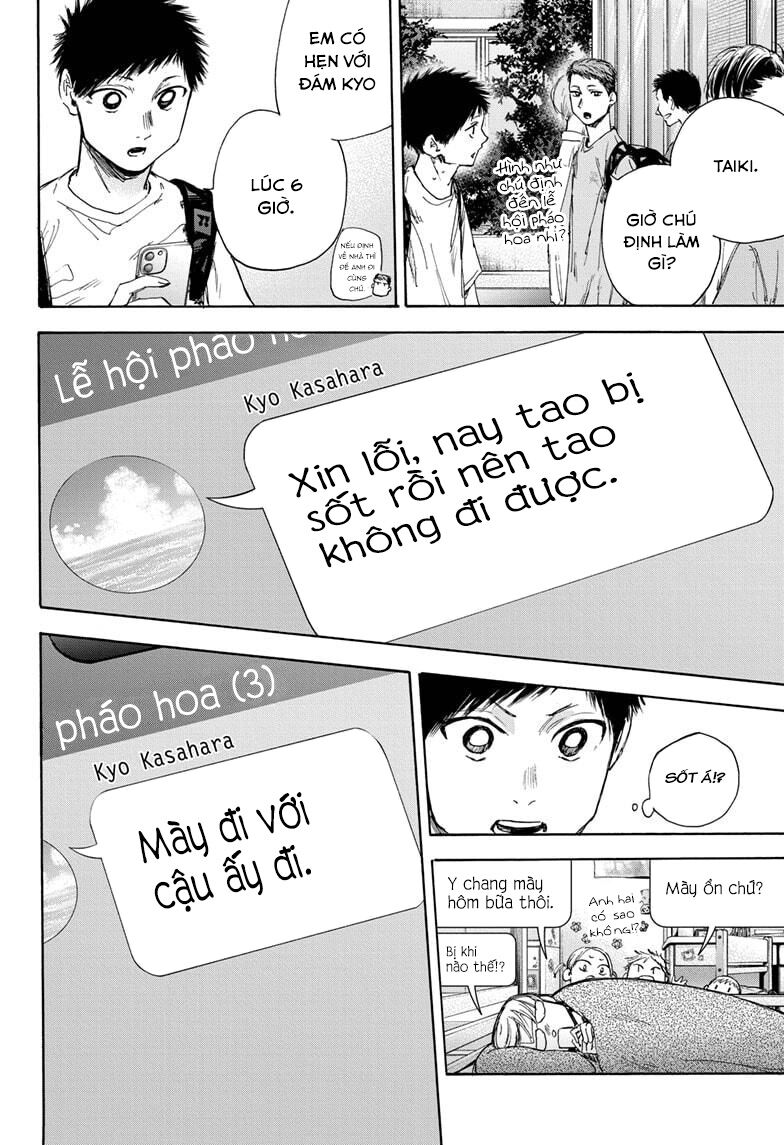 TAIKI.
GIỜ CHÚ
ĐỊNH LÀM
GÌ?
Hình như
chú định
đến lễ
hội pháo
hoa nhỉ?
EM CÓ
HẸN VỚI
ĐÁM KYO
LÚC 6
GIỜ.
NẾU ĐỊNH
VỀ NHÀ THÌ
ĐỂ ANH ĐI
CÙNG
CHÚ.
Lễ hội pháo
Kyo Kasahara
Xin lỗi, nay tao bị
sốt rồi nên tao
không đi được.
SỐT Á!?
pháo hoa (3)
Kyo Kasahara
Mày đi với
cậu ấy đi.
Mày ổn chứ?
Anh hai
có sao
không!?
Y chang mày
hôm bữa thôi.
Bị khi
nào thế!?